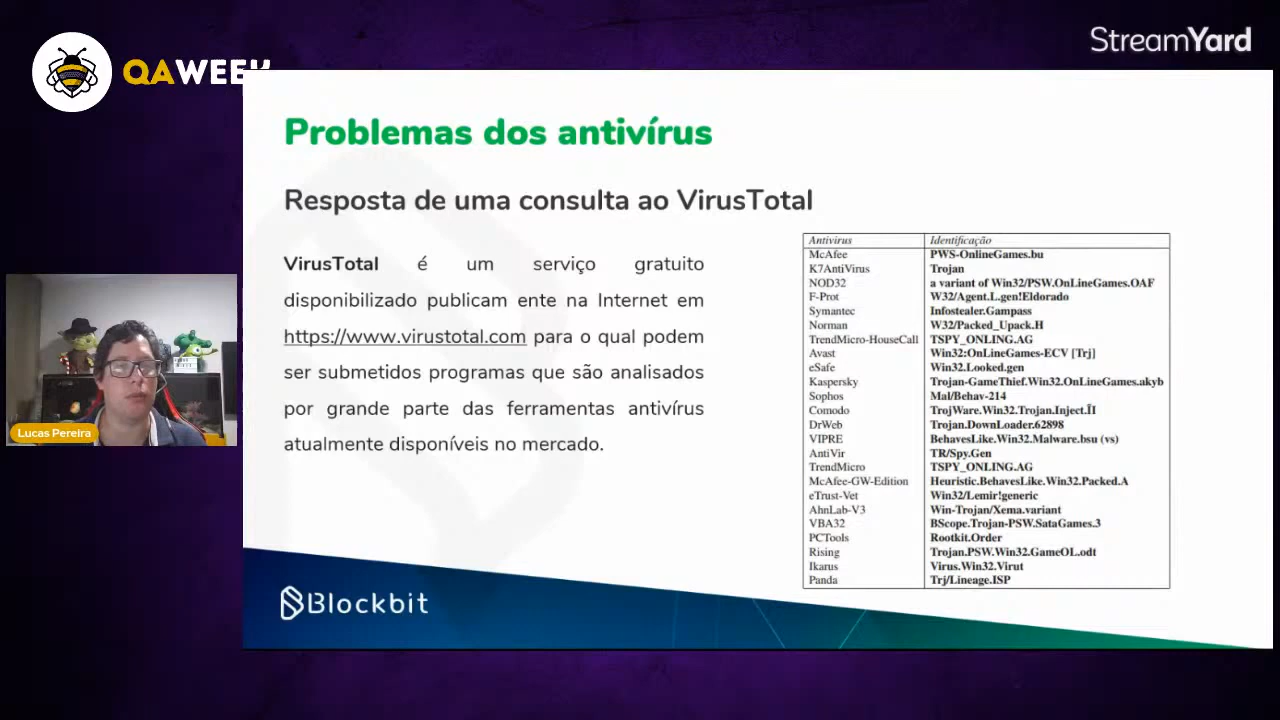 StreamYard
QAWEEK
Problemas dos antivírus
Resposta de uma consulta ao VirusTotal
VirusTotal é um serviço gratuito
disponibilizado publicam ente na Internet em
https://www.virustotal.com para o qual podem
ser submetidos programas que são analisados
por grande parte das ferramentas antivírus
atualmente disponíveis no mercado.
Antivirus Identificação
McAfee PWS-OnlineGames.bu
K7AntiVirus Trojan
NOD32 a variant of Win32/PSW.OnLineGames.OAF
F-Prot W32/Agent.L.gen!Eldorado
Symantec Infostealer.Gampass
Norman W32/Packed_Upack.H
TrendMicro-HouseCall TSPY_ONLING.AG
Avast Win32:OnLineGames-ECV [Trj]
eSafe Win32.Looked.gen
Kaspersky Trojan-GameThief.Win32.OnLineGames.akyb
Sophos Mal/Behav-214
Comodo TrojWare.Win32.Trojan.Inject.ĨI
DrWeb Trojan.DownLoader.62898
VIPRE BehavesLike.Win32.Malware.bsu (vs)
AntiVir TR/Spy.Gen
TrendMicro TSPY_ONLING.AG
McAfee-GW-Edition Heuristic.BehavesLike.Win32.Packed.A
eTrust-Vet Win32/Lemir!generic
AhnLab-V3 Win-Trojan/Xema.variant
VBA32 BScope.Trojan-PSW.SataGames.3
PCTools Rootkit.Order
Rising Trojan.PSW.Win32.GameOL.odt
Ikarus Virus.Win32.Virut
Panda Trj/Lineage.ISP
Lucas Pereira
Blockbit